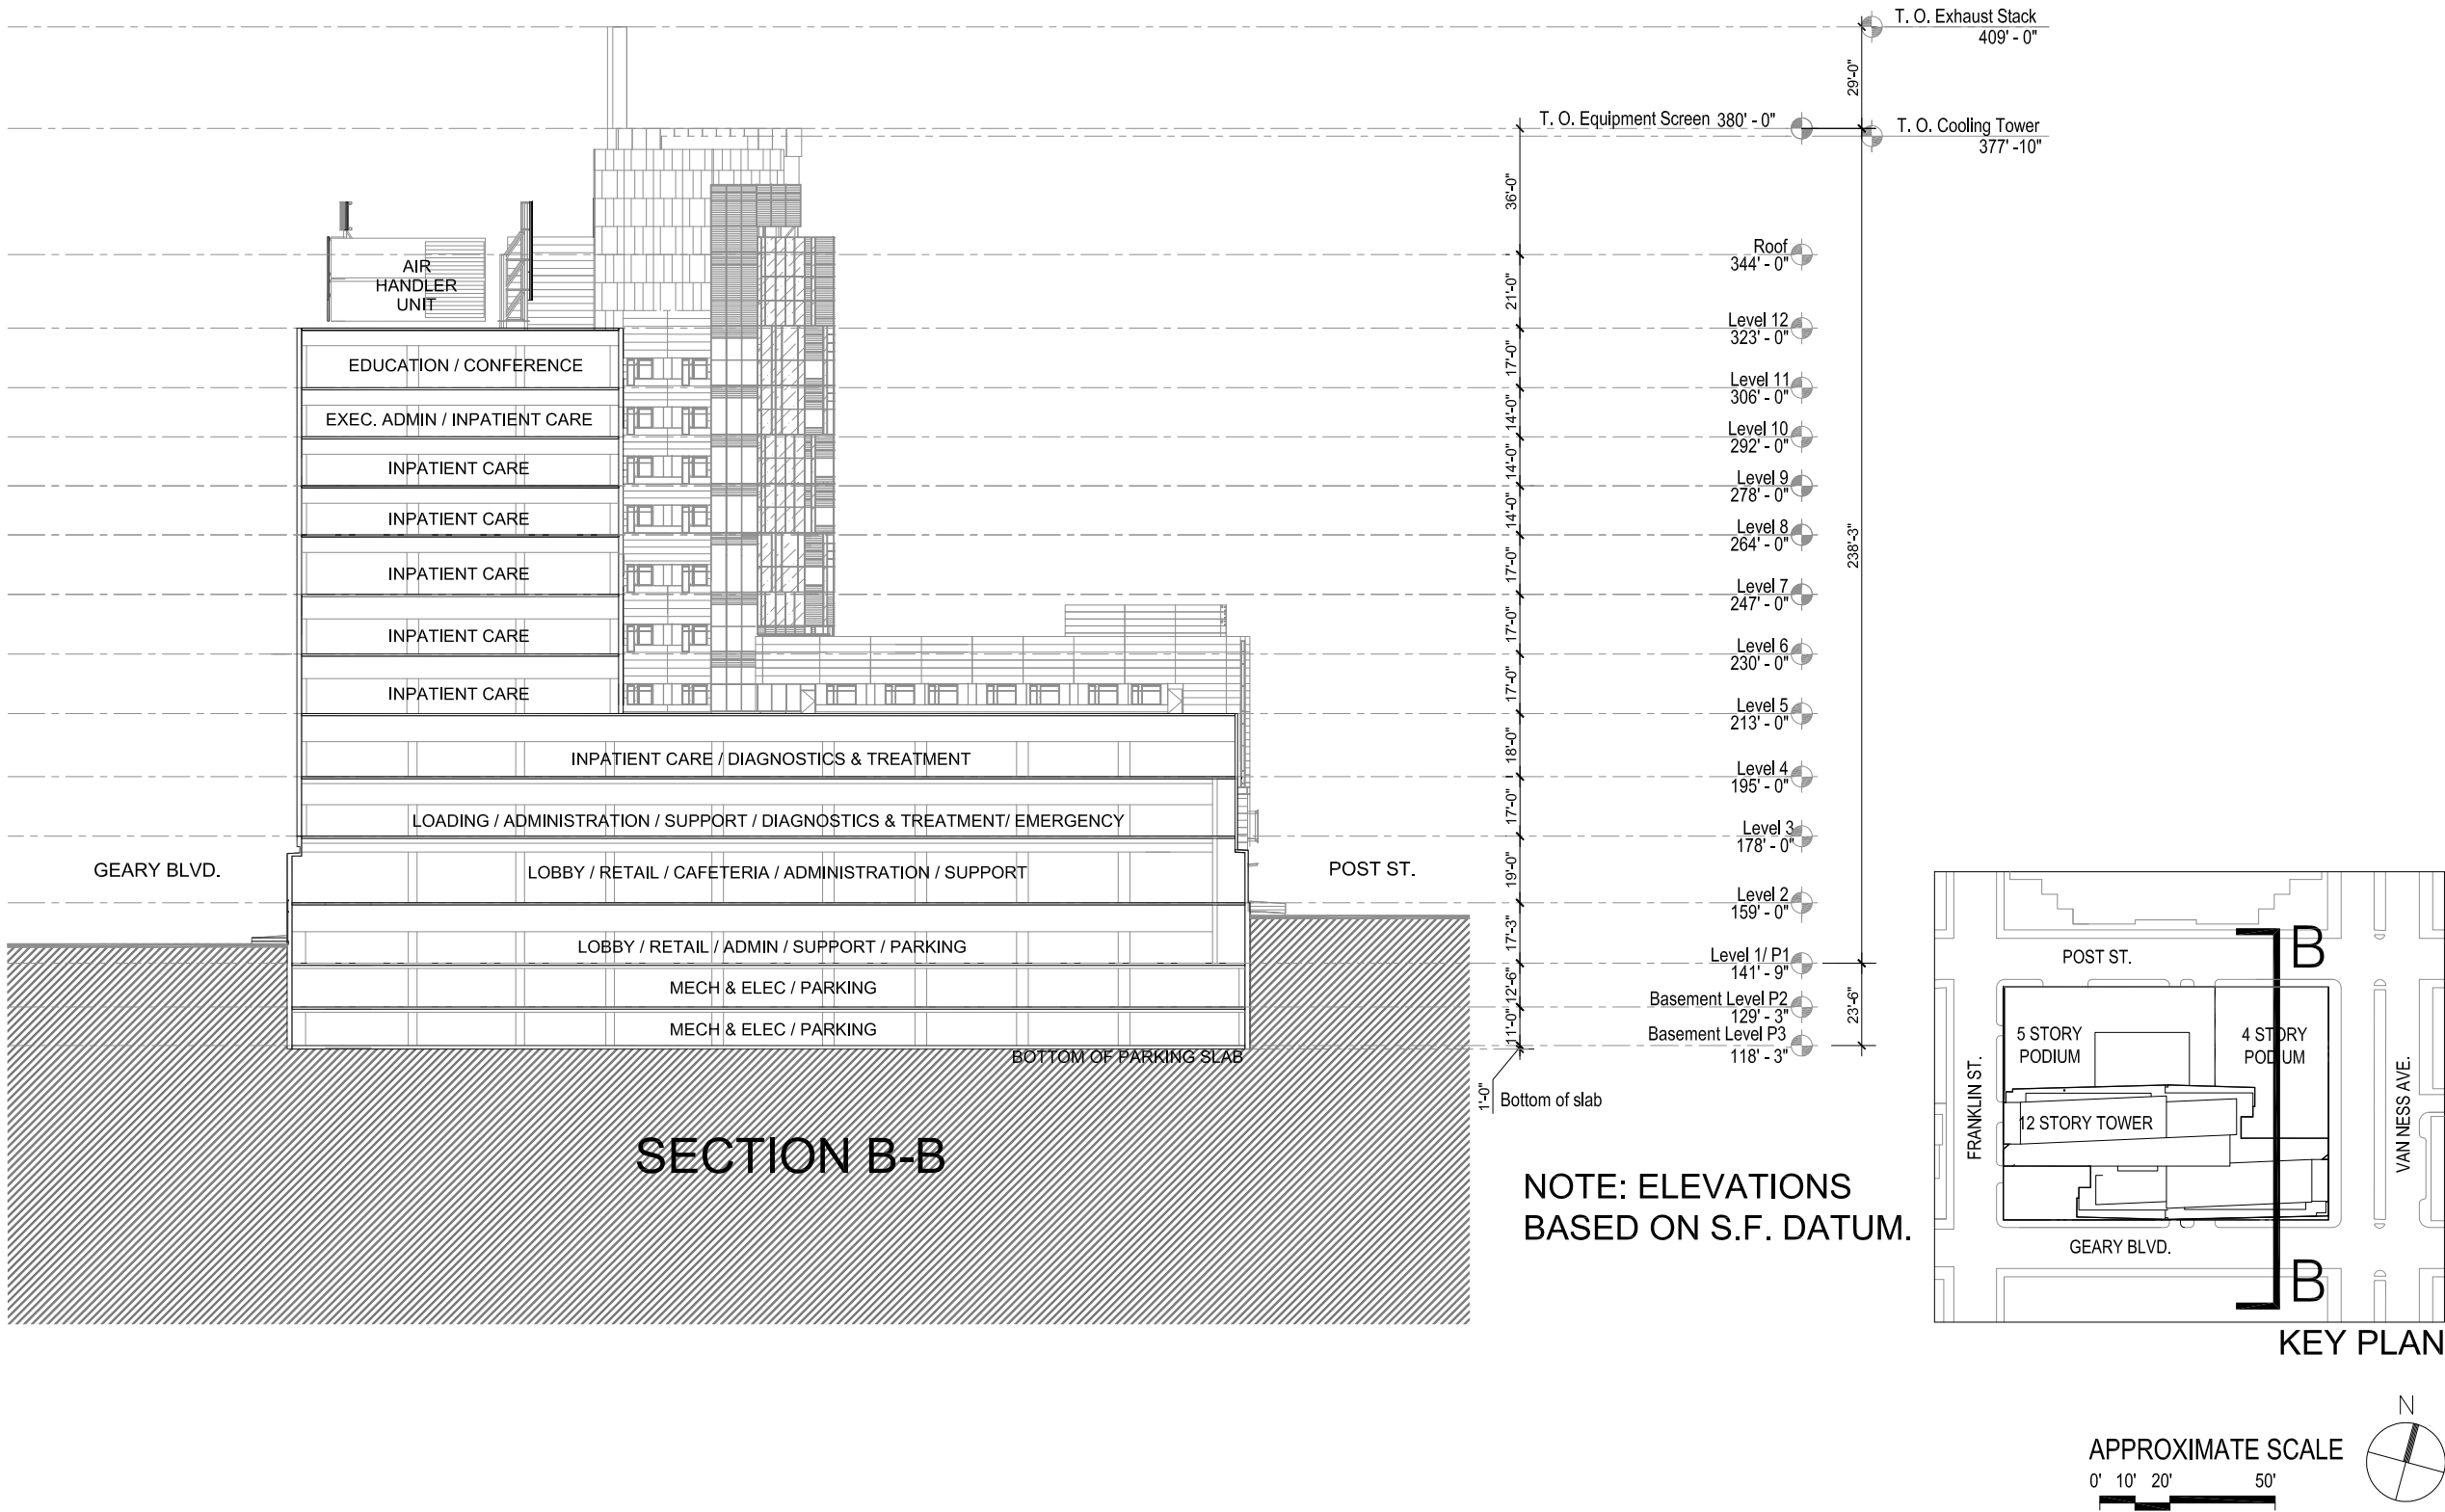 T. O. Exhaust Stack
409' - 0"
29'-0"
T. O. Equipment Screen 380' - 0"
T. O. Cooling Tower
377' -10"
36'-0"
Roof
344' - 0"
21'-0"
Level 12
323' - 0"
17'-0"
Level 11
306' - 0"
14'-0"
Level 10
292' - 0"
14'-0"
Level 9
278' - 0"
14'-0"
Level 8
264' - 0"
17'-0"
Level 7
247' - 0"
17'-0"
Level 6
230' - 0"
17'-0"
Level 5
213' - 0"
18'-0"
Level 4
195' - 0"
17'-0"
Level 3
178' - 0"
19'-0"
Level 2
159' - 0"
17'-3"
Level 1/ P1
141' - 9"
12'-6"
Basement Level P2
129' - 3"
11'-0"
Basement Level P3
118' - 3"
238'-3"
23'-6"
1'-0"
Bottom of slab
AIR
HANDLER
UNIT
EDUCATION / CONFERENCE
EXEC. ADMIN / INPATIENT CARE
INPATIENT CARE
INPATIENT CARE
INPATIENT CARE
INPATIENT CARE
INPATIENT CARE
INPATIENT CARE / DIAGNOSTICS & TREATMENT
LOADING / ADMINISTRATION / SUPPORT / DIAGNOSTICS & TREATMENT/ EMERGENCY
GEARY BLVD.
LOBBY / RETAIL / CAFETERIA / ADMINISTRATION / SUPPORT
POST ST.
LOBBY / RETAIL / ADMIN / SUPPORT / PARKING
MECH & ELEC / PARKING
MECH & ELEC / PARKING
BOTTOM OF PARKING SLAB
SECTION B-B
NOTE: ELEVATIONS
BASED ON S.F. DATUM.
B
POST ST.
5 STORY
PODIUM
4 STORY
PODIUM
FRANKLIN ST.
12 STORY TOWER
VAN NESS AVE.
GEARY BLVD.
B
KEY PLAN
N
APPROXIMATE SCALE
0' 10' 20' 50'